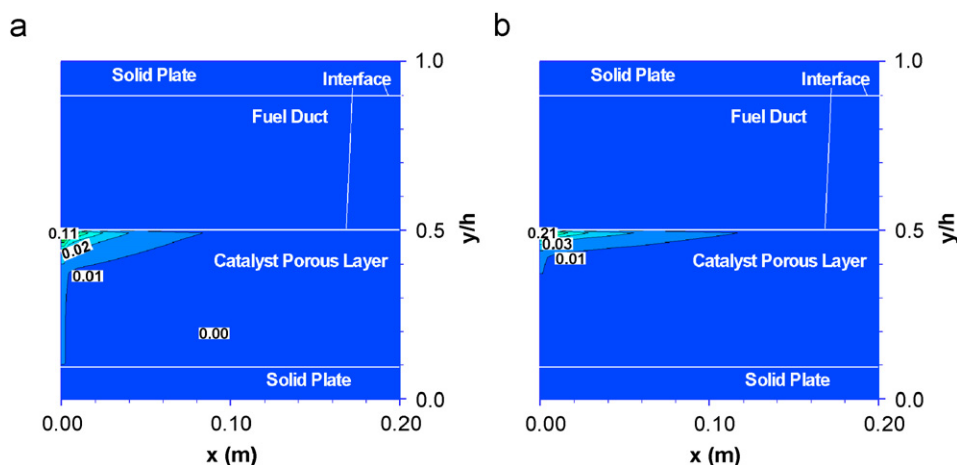 a
b
Solid Plate
Interface
Fuel Duct
0.11
0.02
0.01
Catalyst Porous Layer
0.00
Solid Plate
1.0
0.5
0.0
y/h
0.00
0.10
0.20
x (m)
Solid Plate
Interface
Fuel Duct
0.21
0.03
0.01
Catalyst Porous Layer
Solid Plate
1.0
0.5
0.0
y/h
0.00
0.10
0.20
x (m)